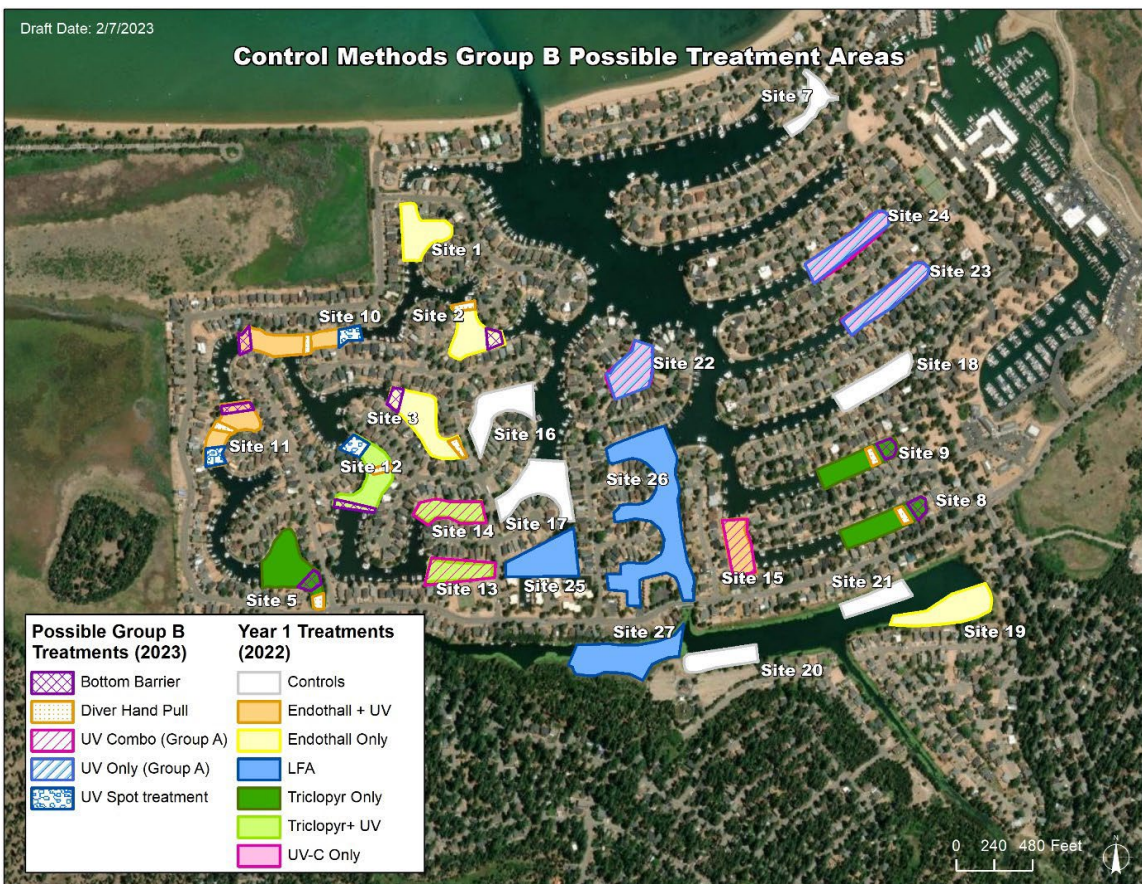 Draft Date: 2/7/2023
Control Methods Group B Possible Treatment Areas
Site 7
Site 24
Site 1
Site 23
Site 10
Site 2
Site 22
Site 18
Site 3
Site 16
Site 11
Site 12
Site 9
Site 26
Site 8
Site 14
Site 17
Site 15
Site 13
Site 25
Site 21
Site 5
Site 19
Site 27
Site 20
Possible Group B
Treatments (2023)
Bottom Barrier
Diver Hand Pull
UV Combo (Group A)
UV Only (Group A)
UV Spot treatment
Year 1 Treatments
(2022)
Controls
Endothall + UV
Endothall Only
LFA
Triclopyr Only
Triclopyr+ UV
UV-C Only
0 240 480 Feet
N